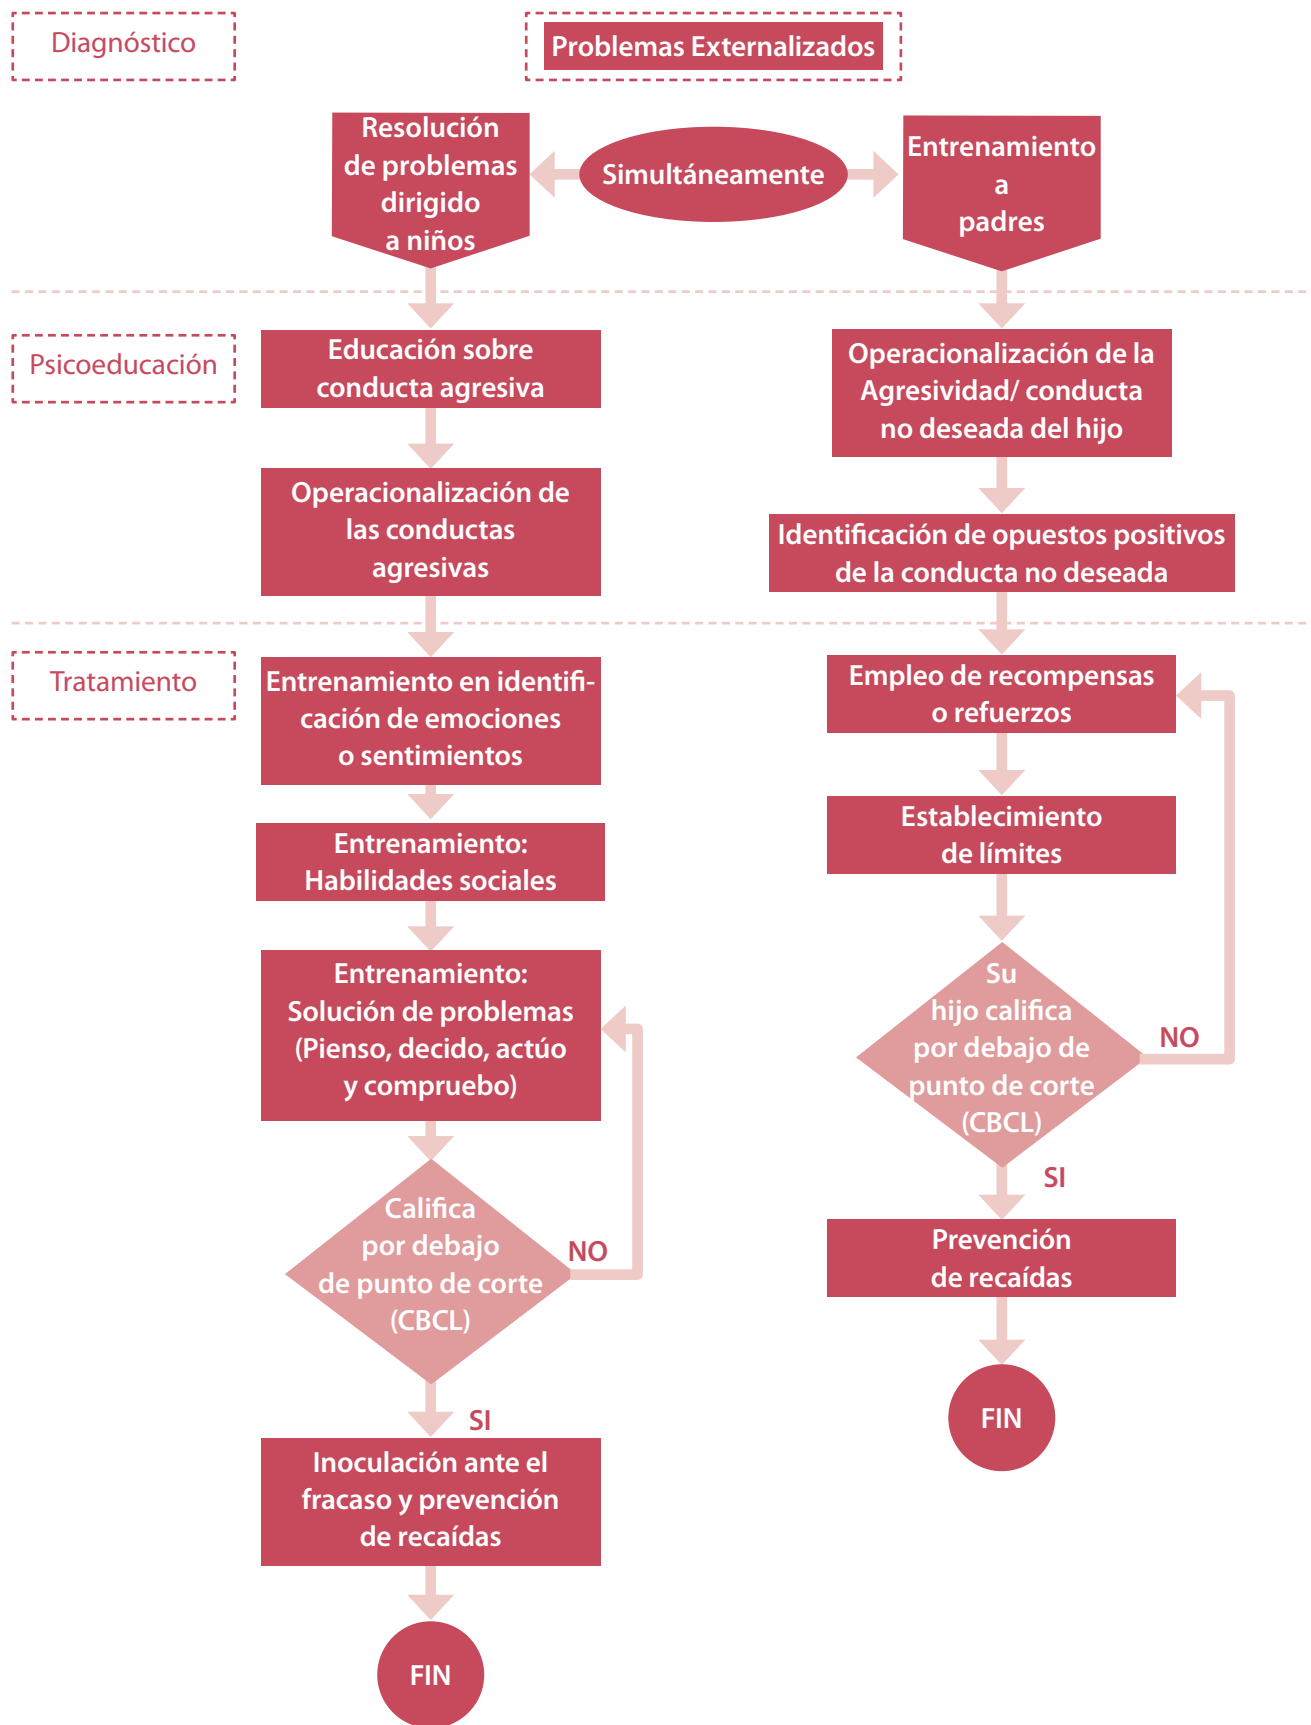 Diagnóstico
Problemas Externalizados
Resolución
de problemas
dirigido
a niños
Simultáneamente
Entrenamiento
a
padres
Psicoeducación
Educación sobre
conducta agresiva
Operacionalización de
las conductas
agresivas
Operacionalización de la
Agresividad/ conducta
no deseada del hijo
Identificación de opuestos positivos
de la conducta no deseada
Tratamiento
Entrenamiento en identifi-
cación de emociones
o sentimientos
Entrenamiento:
Habilidades sociales
Entrenamiento:
Solución de problemas
(Pienso, decido, actúo
y compruebo)
Califica
por debajo
de punto de corte
(CBCL)
NO
SI
Inoculación ante el
fracaso y prevención
de recaídas
FIN
Empleo de recompensas
o refuerzos
Establecimiento
de límites
Su
hijo califica
por debajo de
punto de corte
(CBCL)
NO
SI
Prevención
de recaídas
FIN